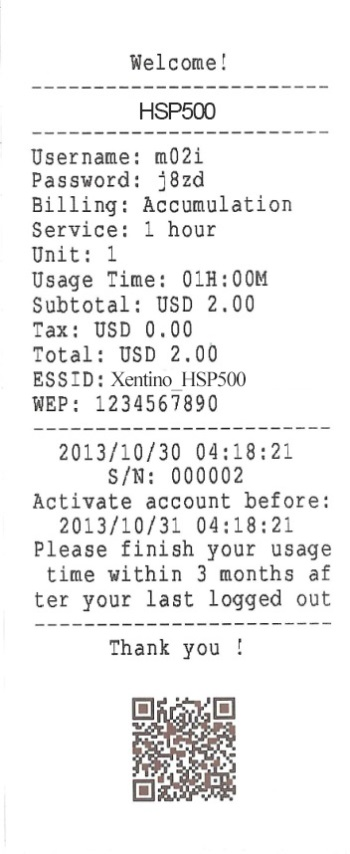 Welcome!
------------------------
HSP500
------------------------
Username: m02i
Password: j8zd
Billing: Accumulation
Service: 1 hour
Unit: 1
Usage Time: 01H:00M
Subtotal: USD 2.00
Tax: USD 0.00
Total: USD 2.00
ESSID: Xentino_HSP500
WEP: 1234567890
------------------------
2013/10/30 04:18:21
S/N: 000002
Activate account before:
2013/10/31 04:18:21
Please finish your usage
time within 3 months af
ter your last logged out
------------------------
Thank you !